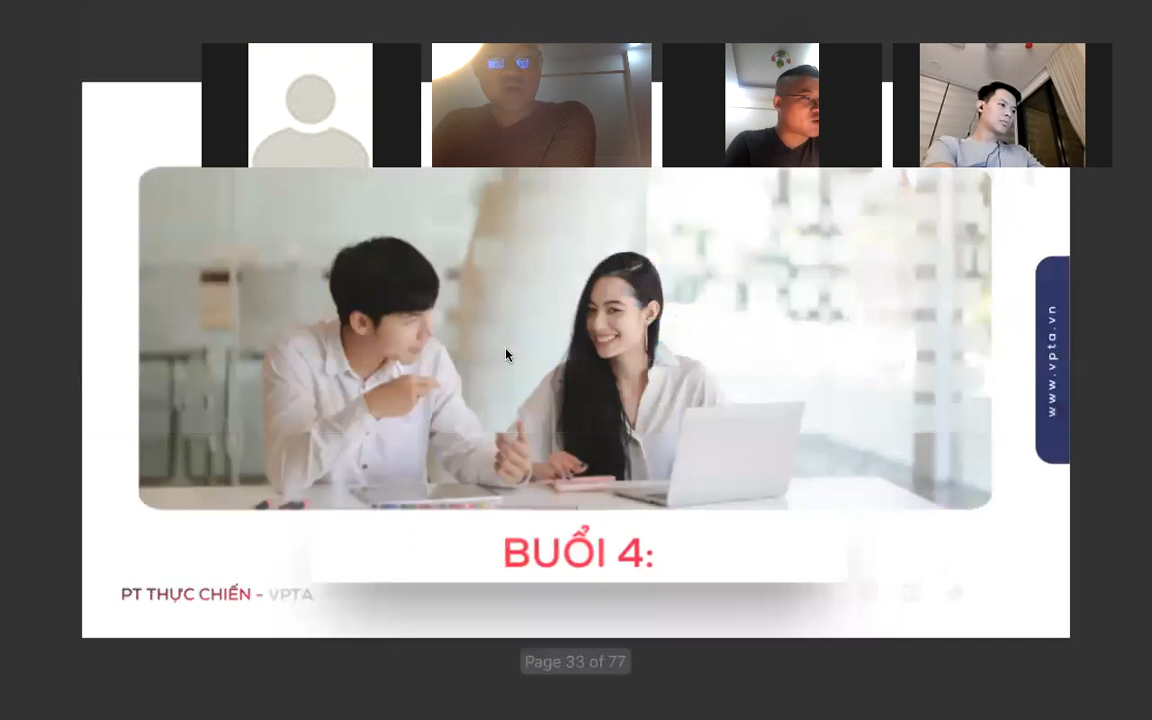 www.vpta.vn
BUỔI 4:
PT THỰC CHIẾN - VPTA
Page 33 of 77